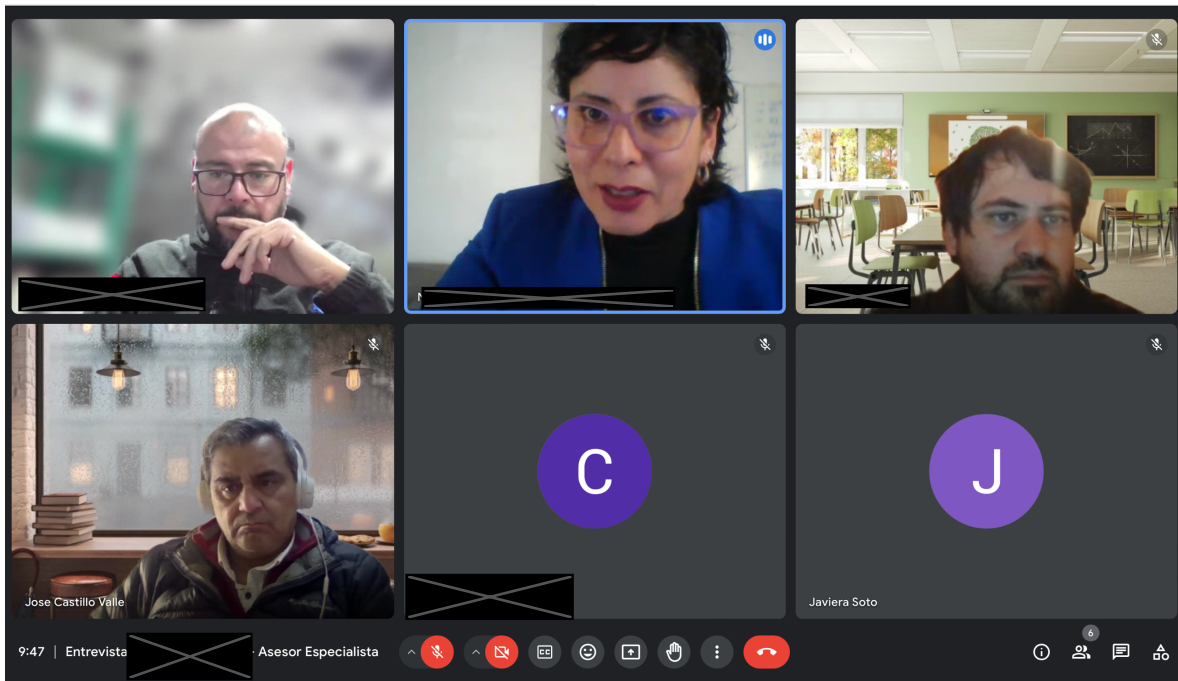 C
J
Jose Castillo Valle
Javiera Soto
6
9:47 | Entrevista
- Asesor Especialista